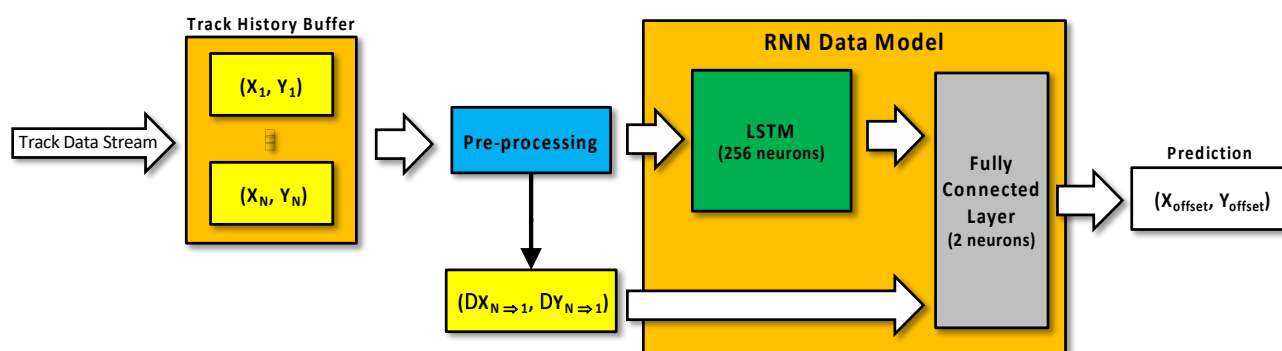 Track History Buffer
RNN Data Model
(X1, Y1)
Track Data Stream
(XN, YN)
Pre-processing
LSTM
(256 neurons)
Fully
Connected
Layer
(2 neurons)
Prediction
(Xoffset, Yoffset)
(DXN⇒1, DYN⇒1)